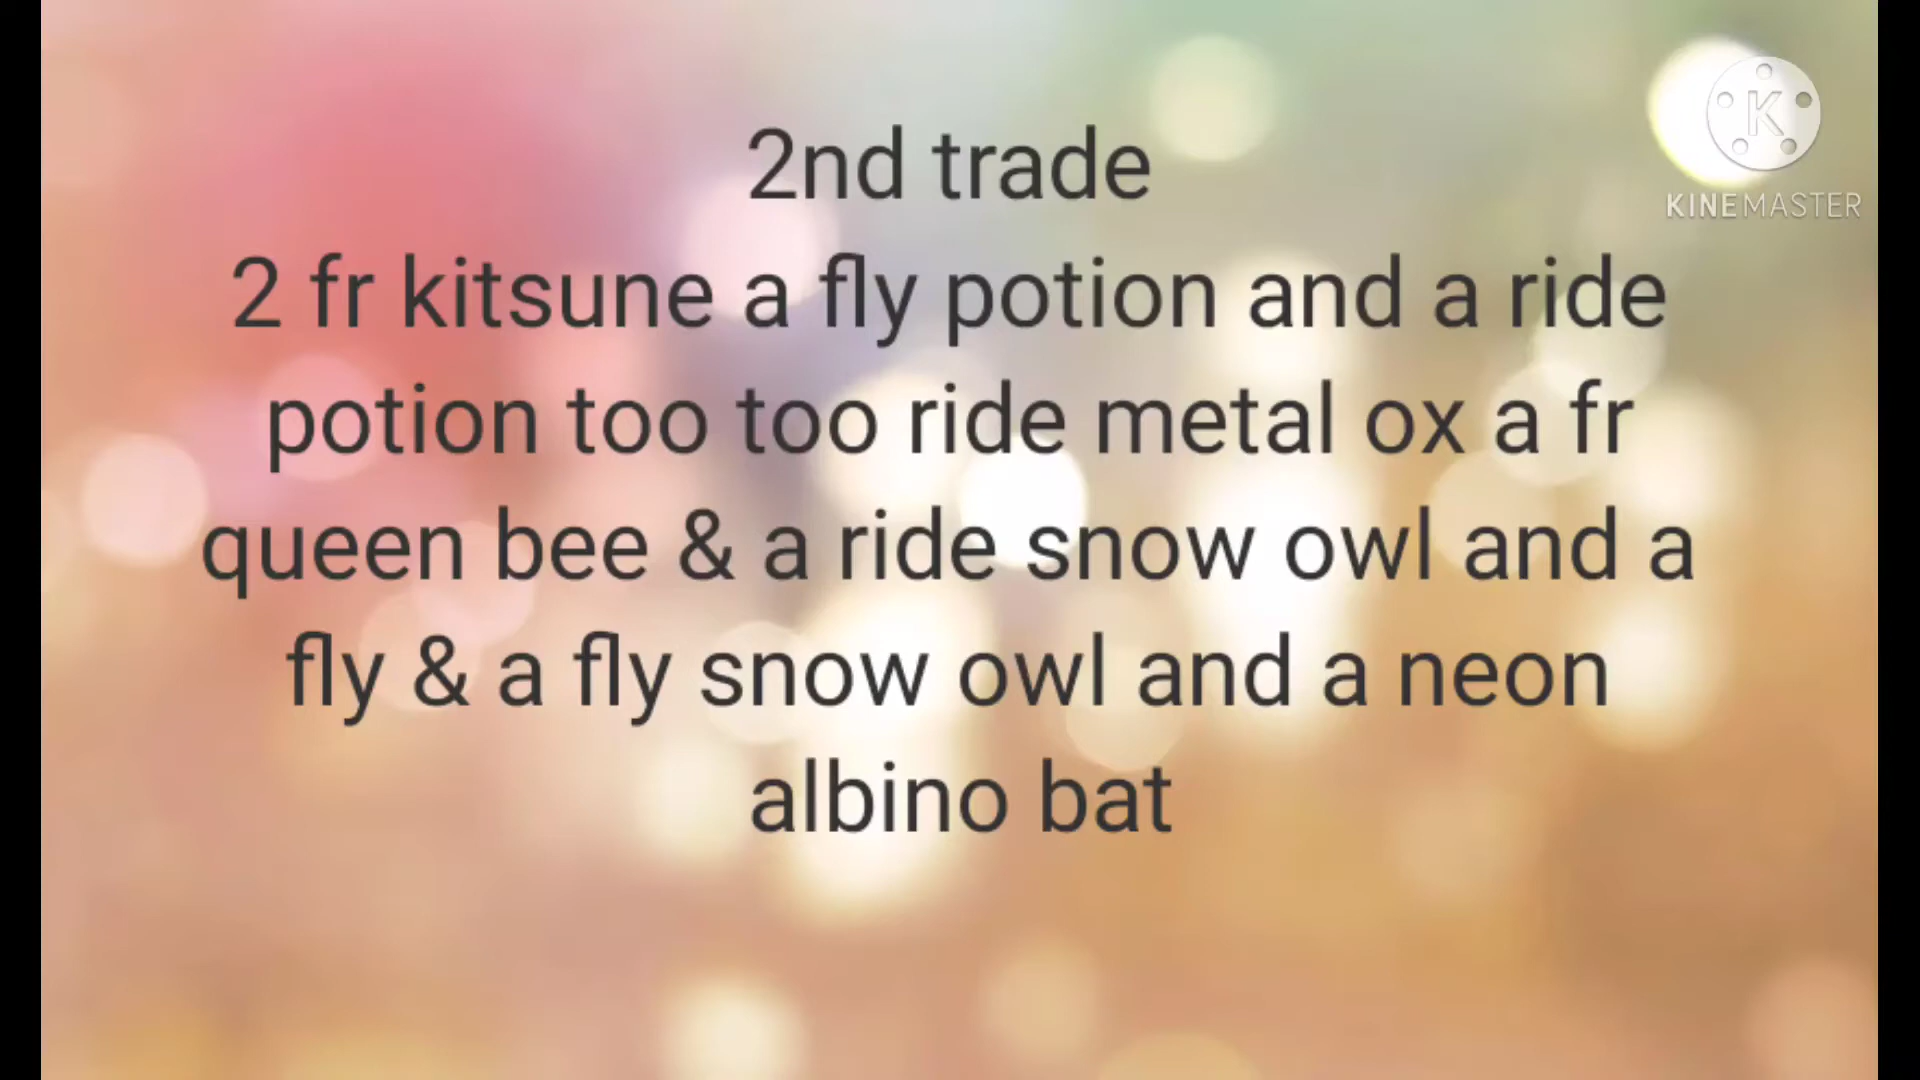 2nd trade
2 fr kitsune a fly potion and a ride
potion too too ride metal ox a fr
queen bee & a ride snow owl and a
fly & a fly snow owl and a neon
albino bat
K
KINEMASTER